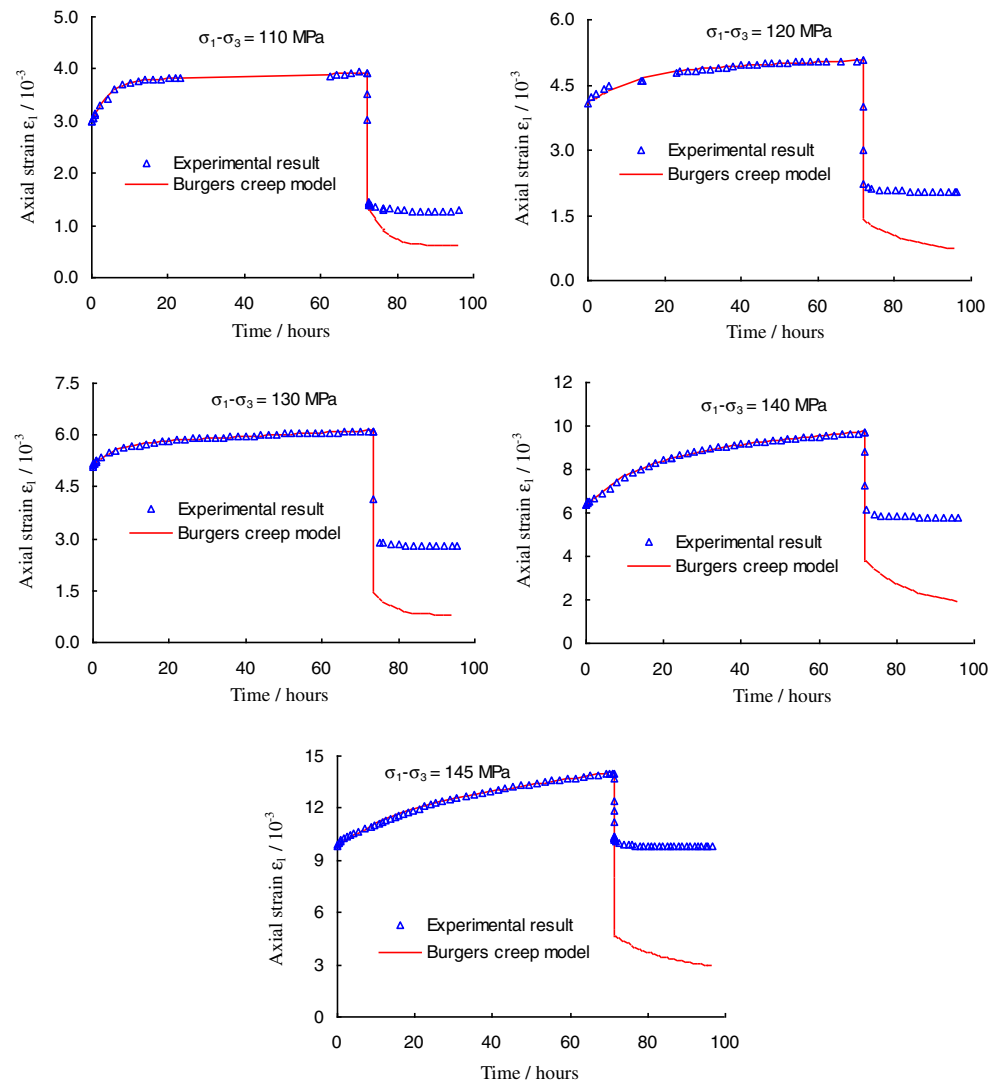 σ1-σ3 = 110 MPa
Axial strain ε1 / 10-3
5.0
4.0
3.0
2.0
1.0
0.0
Experimental result
Burgers creep model
0 20 40 60 80 100
Time / hours
σ1-σ3 = 120 MPa
Axial strain ε1 / 10-3
6.0
4.5
3.0
1.5
0.0
Experimental result
Burgers creep model
0 20 40 60 80 100
Time / hours
σ1-σ3 = 130 MPa
Axial strain ε1 / 10-3
7.5
6.0
4.5
3.0
1.5
0.0
Experimental result
Burgers creep model
0 20 40 60 80 100
Time / hours
σ1-σ3 = 140 MPa
Axial strain ε1 / 10-3
12
10
8
6
4
2
0
Experimental result
Burgers creep model
0 20 40 60 80 100
Time / hours
σ1-σ3 = 145 MPa
Axial strain ε1 / 10-3
15
12
9
6
3
0
Experimental result
Burgers creep model
0 20 40 60 80 100
Time / hours